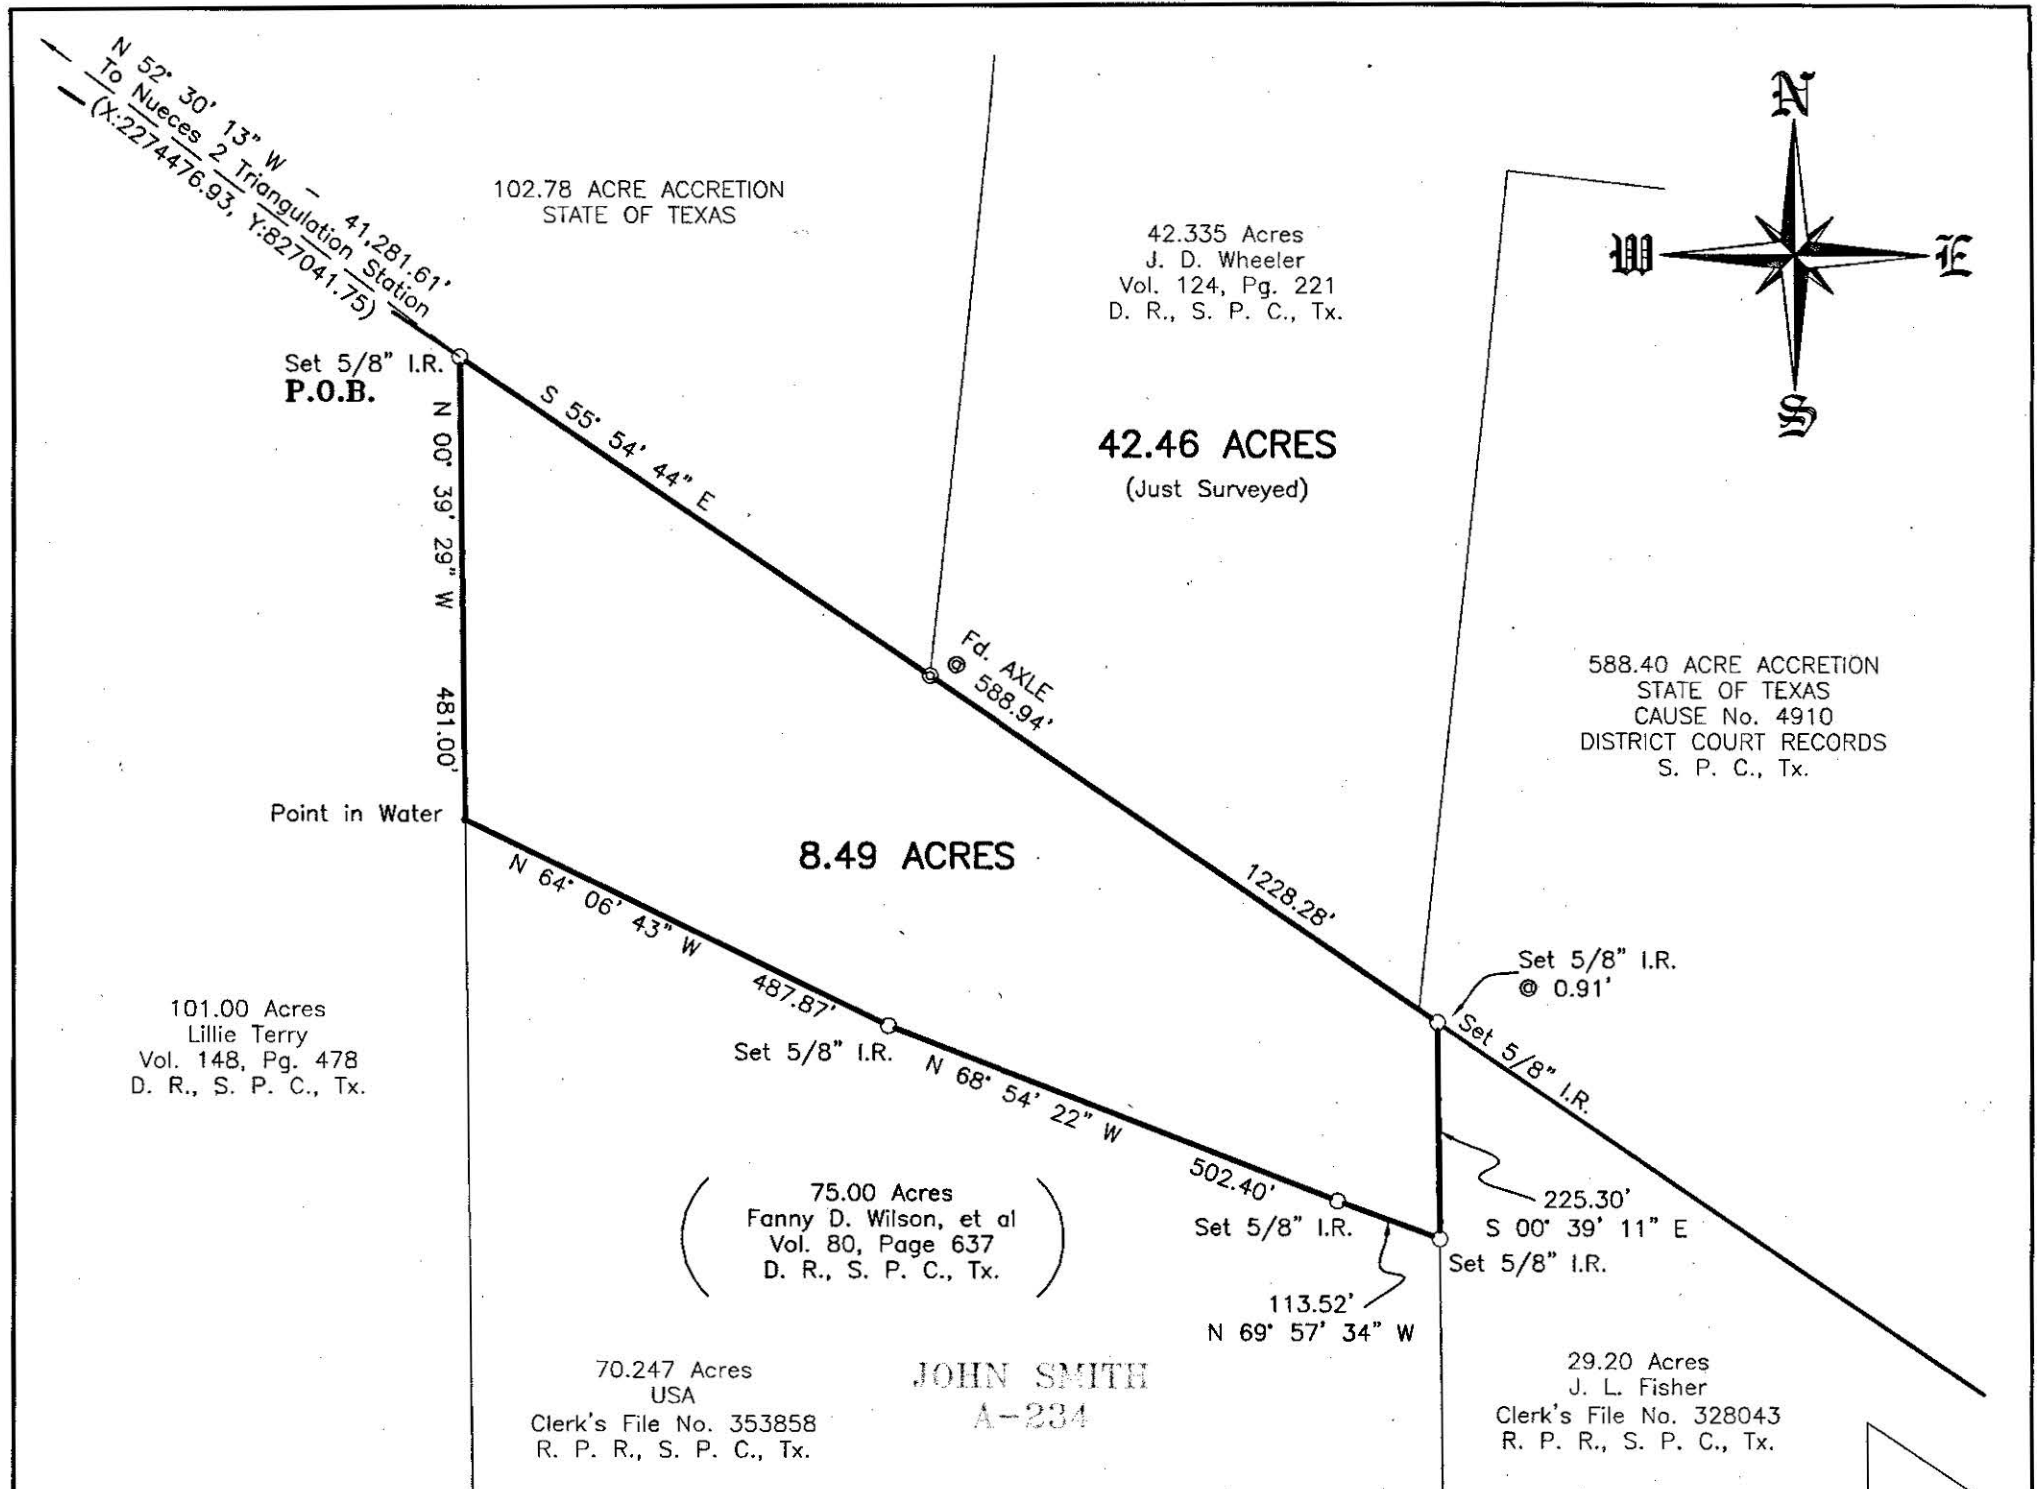 N 52° 30' 13" W - 41,281.61'
To Nueces 2 Triangulation Station
(X:2274476.93, Y:827041.75)
102.78 ACRE ACCRETION
STATE OF TEXAS
42.335 Acres
J. D. Wheeler
Vol. 124, Pg. 221
D. R., S. P. C., Tx.
N
W
E
S
Set 5/8" I.R.
P.O.B.
S 55° 54' 44" E
42.46 ACRES
(Just Surveyed)
N 00° 39' 29" W 481.00'
Fd. AXLE
@ 588.94'
588.40 ACRE ACCRETION
STATE OF TEXAS
CAUSE No. 4910
DISTRICT COURT RECORDS
S. P. C., Tx.
Point in Water
8.49 ACRES
1228.28'
N 64° 06' 43" W 487.87'
Set 5/8" I.R.
@ 0.91'
Set 5/8" I.R.
101.00 Acres
Lillie Terry
Vol. 148, Pg. 478
D. R., S. P. C., Tx.
Set 5/8" I.R.
N 68° 54' 22" W 502.40'
75.00 Acres
Fanny D. Wilson, et al
Vol. 80, Page 637
D. R., S. P. C., Tx.
Set 5/8" I.R.
225.30'
S 00° 39' 11" E
Set 5/8" I.R.
113.52'
N 69° 57' 34" W
70.247 Acres
USA
Clerk's File No. 353858
R. P. R., S. P. C., Tx.
JOHN SMITH
A-234
29.20 Acres
J. L. Fisher
Clerk's File No. 328043
R. P. R., S. P. C., Tx.